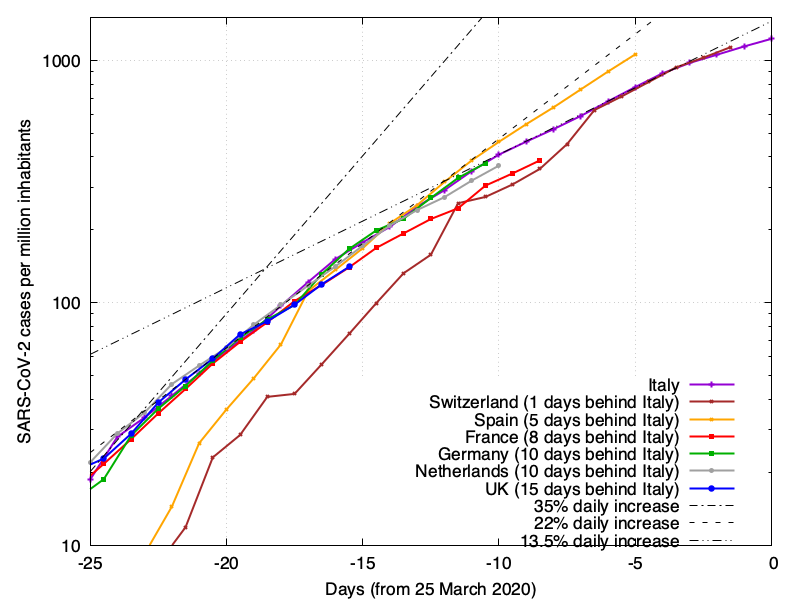 1000
100
10
SARS-CoV-2 cases per million inhabitants
Italy
Switzerland (1 days behind Italy)
Spain (5 days behind Italy)
France (8 days behind Italy)
Germany (10 days behind Italy)
Netherlands (10 days behind Italy)
UK (15 days behind Italy)
35% daily increase
22% daily increase
13.5% daily increase
-25 -20 -15 -10 -5 0
Days (from 25 March 2020)